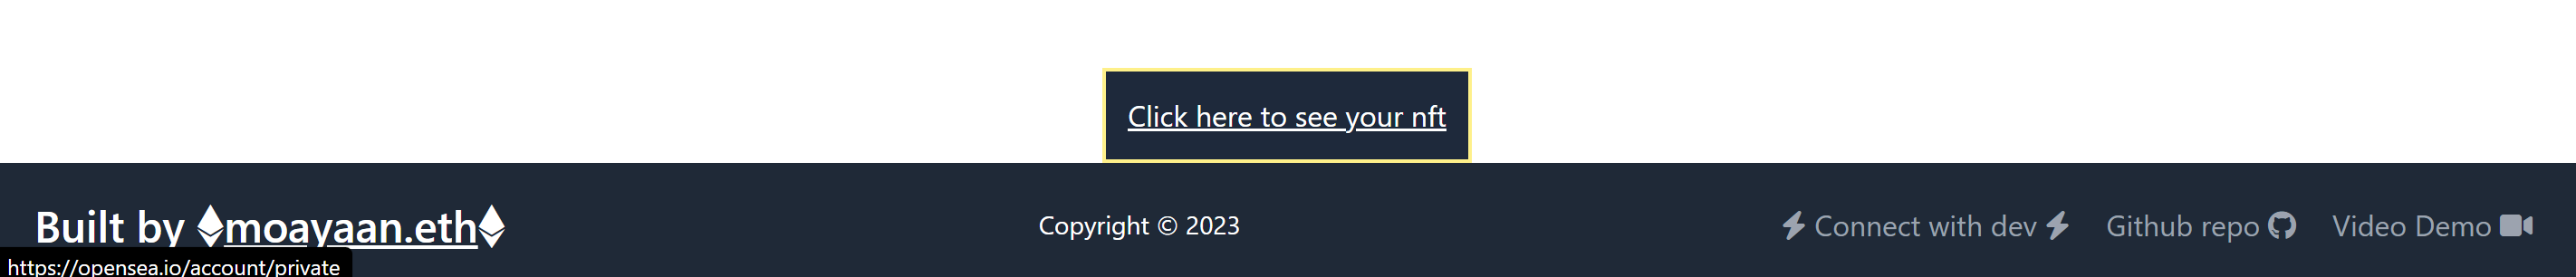 Click here to see your nft
Built by moayaan.eth
Copyright © 2023
Connect with dev
Github repo
Video Demo
https://opensea.io/account/private